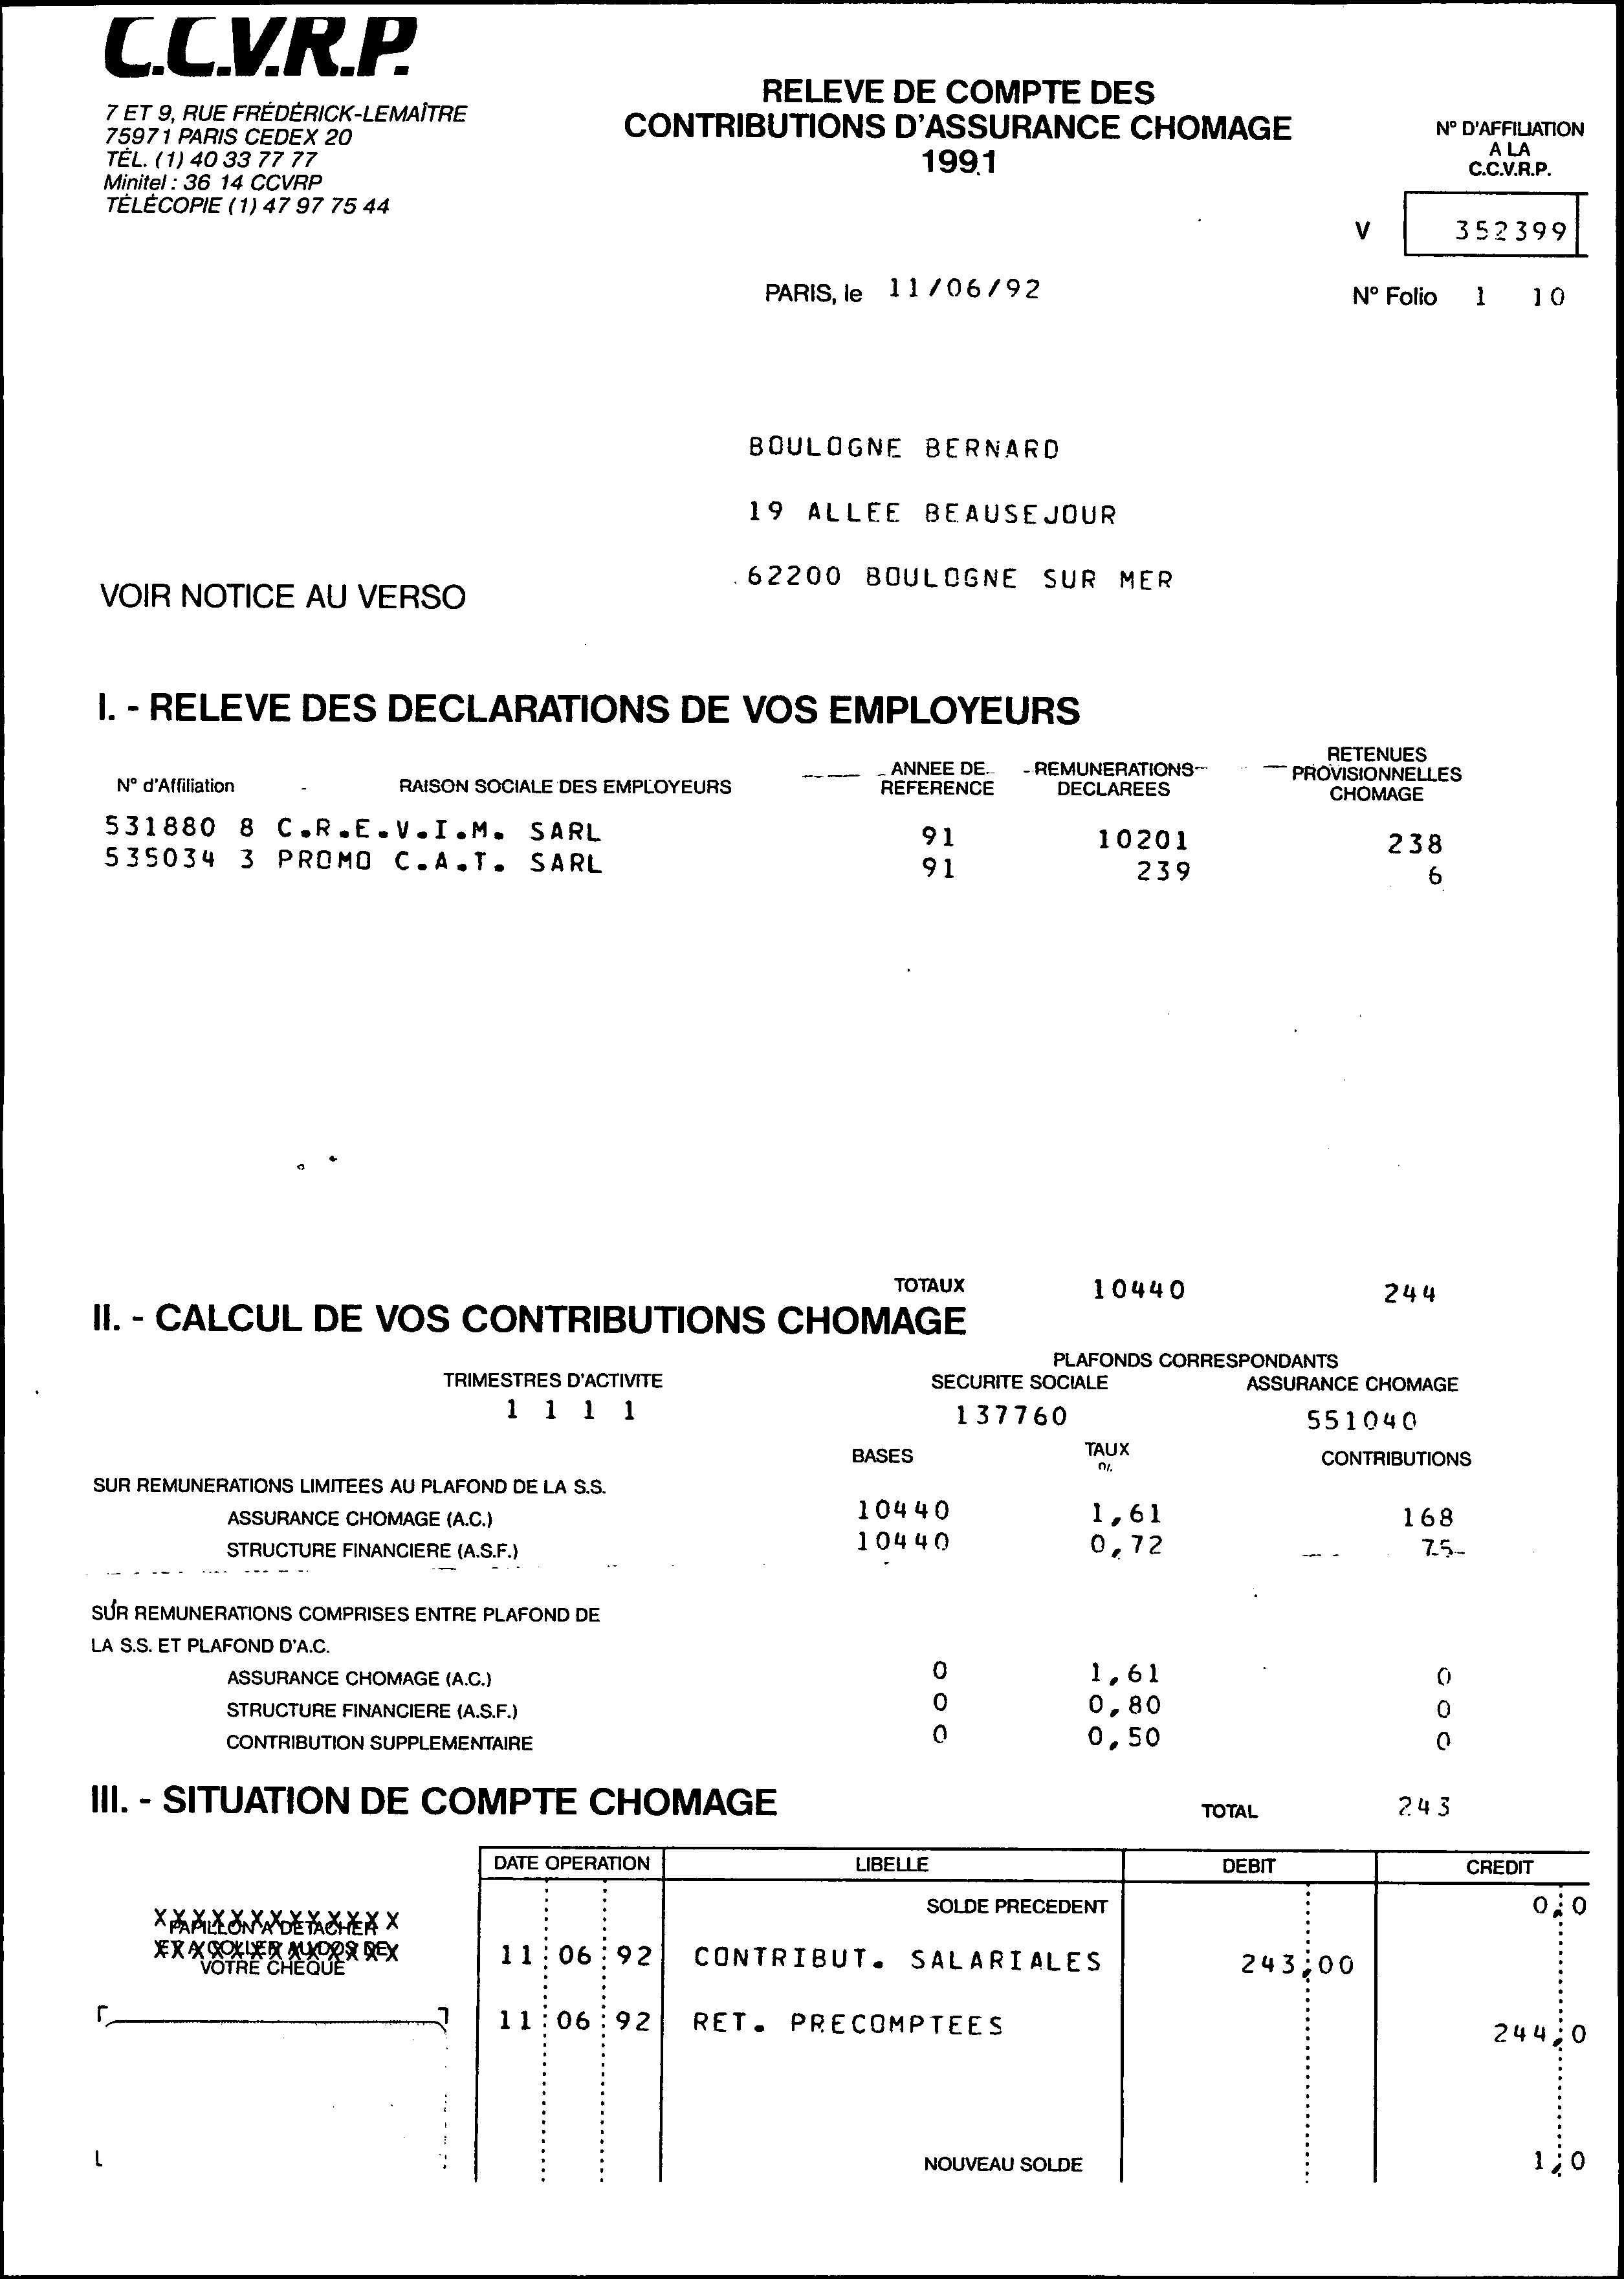 C.C.V.R.P.
7 ET 9, RUE FRÉDÉRICK-LEMAÎTRE
75971 PARIS CEDEX 20
TÉL. (1) 40 33 77 77
Minitel : 36 14 CCVRP
TÉLÉCOPIE (1) 47 97 75 44
RELEVE DE COMPTE DES
CONTRIBUTIONS D'ASSURANCE CHOMAGE
1991
N° D'AFFILIATION
A LA
C.C.V.R.P.
V 352399
PARIS, le 11/06/92
N° Folio 1 10
BOULOGNE BERNARD
19 ALLEE BEAUSEJOUR
62200 BOULOGNE SUR MER
VOIR NOTICE AU VERSO
I. - RELEVE DES DECLARATIONS DE VOS EMPLOYEURS
N° d'Affiliation RAISON SOCIALE DES EMPLOYEURS ANNEE DE REFERENCE REMUNERATIONS DECLAREES RETENUES PROVISIONNELLES CHOMAGE
531880 8 C.R.E.V.I.M. SARL 91 10201 238
535034 3 PROMO C.A.T. SARL 91 239 6
TOTAUX 10440 244
II. - CALCUL DE VOS CONTRIBUTIONS CHOMAGE
PLAFONDS CORRESPONDANTS
TRIMESTRES D'ACTIVITE SECURITE SOCIALE ASSURANCE CHOMAGE
1 1 1 1 137760 551040
BASES TAUX % CONTRIBUTIONS
SUR REMUNERATIONS LIMITEES AU PLAFOND DE LA S.S.
ASSURANCE CHOMAGE (A.C.) 10440 1,61 168
STRUCTURE FINANCIERE (A.S.F.) 10440 0,72 75
SUR REMUNERATIONS COMPRISES ENTRE PLAFOND DE
LA S.S. ET PLAFOND D'A.C.
ASSURANCE CHOMAGE (A.C.) 0 1,61 0
STRUCTURE FINANCIERE (A.S.F.) 0 0,80 0
CONTRIBUTION SUPPLEMENTAIRE 0 0,50 0
III. - SITUATION DE COMPTE CHOMAGE TOTAL 243
DATE OPERATION LIBELLE DEBIT CREDIT
SOLDE PRECEDENT 0,0
XXXXXXXXXXXXX
PAPILLON A DETACHER
XXXXXXXXXXXXX
ET A COLLER AU DOS DE
VOTRE CHEQUE
11 06 92 CONTRIBUT. SALARIALES 243,00
11 06 92 RET. PRECOMPTEES 244,0
NOUVEAU SOLDE 1,0